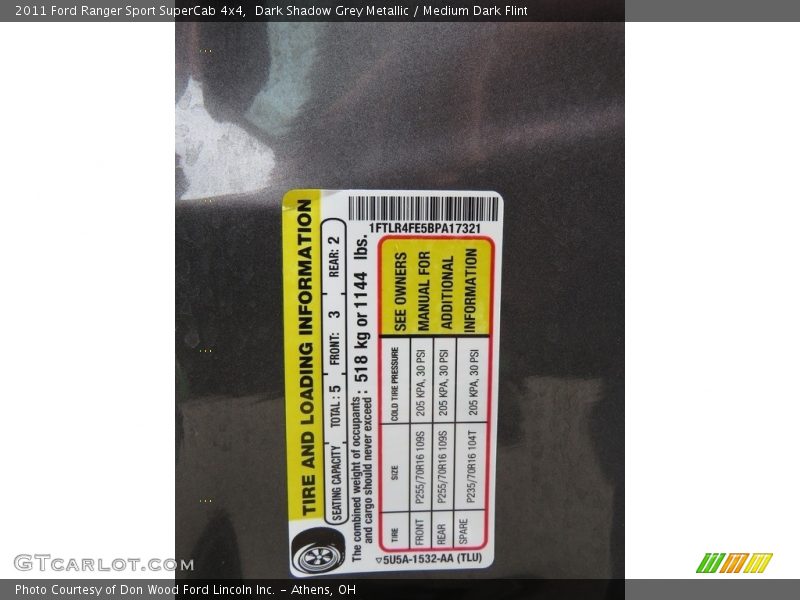 2011 Ford Ranger Sport SuperCab 4x4,  Dark Shadow Grey Metallic / Medium Dark Flint
TIRE AND LOADING INFORMATION
SEATING CAPACITY TOTAL : 5 FRONT: 3 REAR: 2
The combined weight of occupants
and cargo should never exceed : 518 kg or 1144 lbs.
1FTLR4FE5BPA17321
TIRE SIZE COLD TIRE PRESSURE
FRONT P255/70R16 109S 205 KPA, 30 PSI
REAR P255/70R16 109S 205 KPA, 30 PSI
SPARE P235/70R16 104T 205 KPA, 30 PSI
SEE OWNERS
MANUAL FOR
ADDITIONAL
INFORMATION
▽5U5A-1532-AA (TLU)
GTCARLOT.COM
Photo Courtesy of Don Wood Ford Lincoln Inc. - Athens, OH